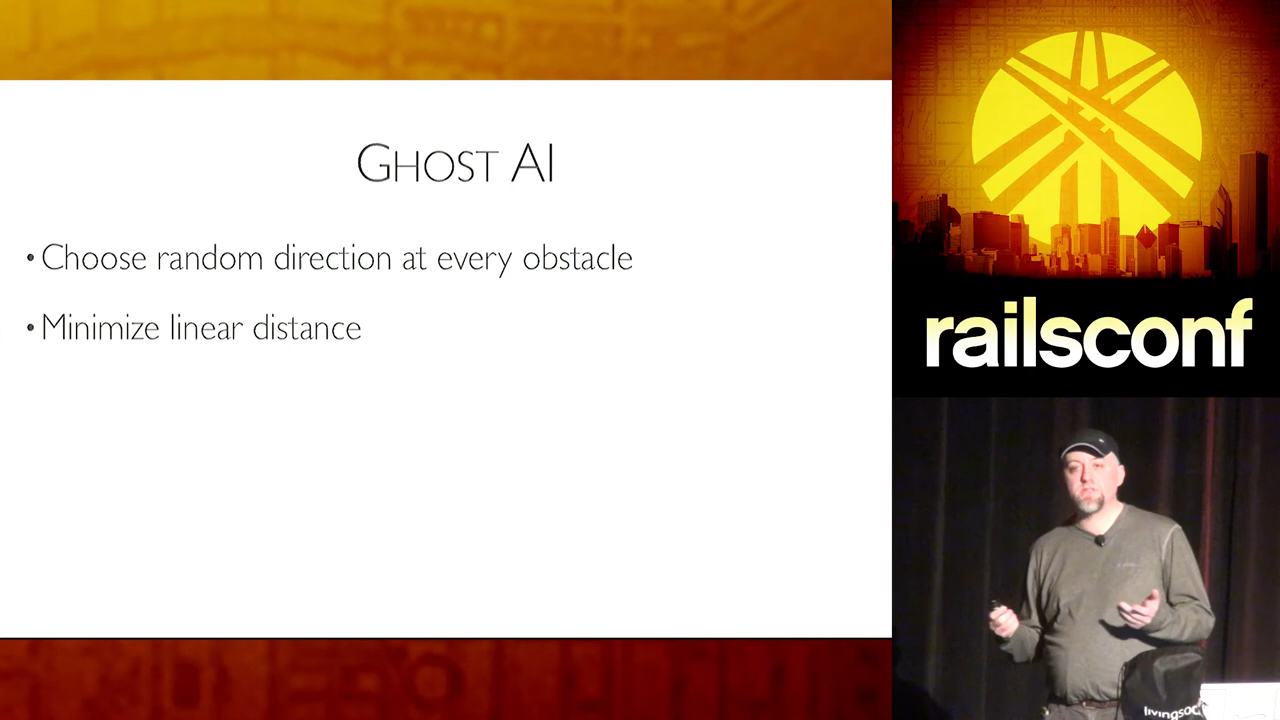 GHOST AI
• Choose random direction at every obstacle
• Minimize linear distance
railsconf